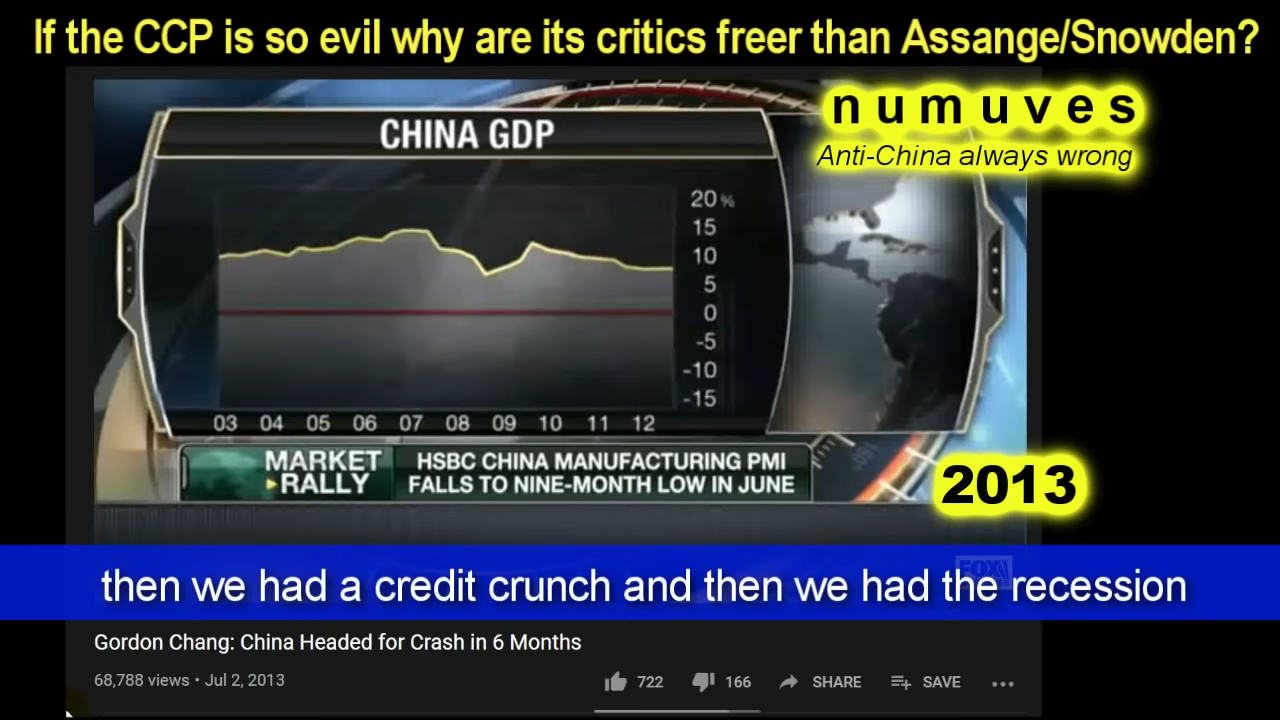 If the CCP is so evil why are its critics freer than Assange/Snowden?
numuves
Anti-China always wrong
CHINA GDP
20%
15
10
5
0
-5
-10
-15
03 04 05 06 07 08 09 10 11 12
MARKET RALLY
HSBC CHINA MANUFACTURING PMI
FALLS TO NINE-MONTH LOW IN JUNE
2013
FOX
then we had a credit crunch and then we had the recession
Gordon Chang: China Headed for Crash in 6 Months
68,788 views • Jul 2, 2013
722 166 SHARE SAVE